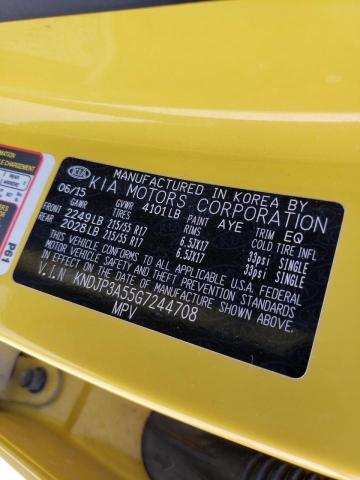 MANUFACTURED IN KOREA BY
06/15 KIA MOTORS CORPORATION
GAWR GVWR 4101LB PAINT AYE TRIM EQ
TIRES RIMS COLD TIRE INFL
FRONT 2249LB 215/55 R17 6.5JX17 33psi SINGLE
REAR 2028LB 215/55 R17 6.5JX17 33psi SINGLE
THIS VEHICLE CONFORMS TO ALL APPLICABLE U.S.A. FEDERAL
MOTOR VEHICLE SAFETY AND THEFT PREVENTION STANDARDS
IN EFFECT ON THE DATE OF MANUFACTURE SHOWN ABOVE.
V.I.N KNDJP3A55G7244708
MPV
P61